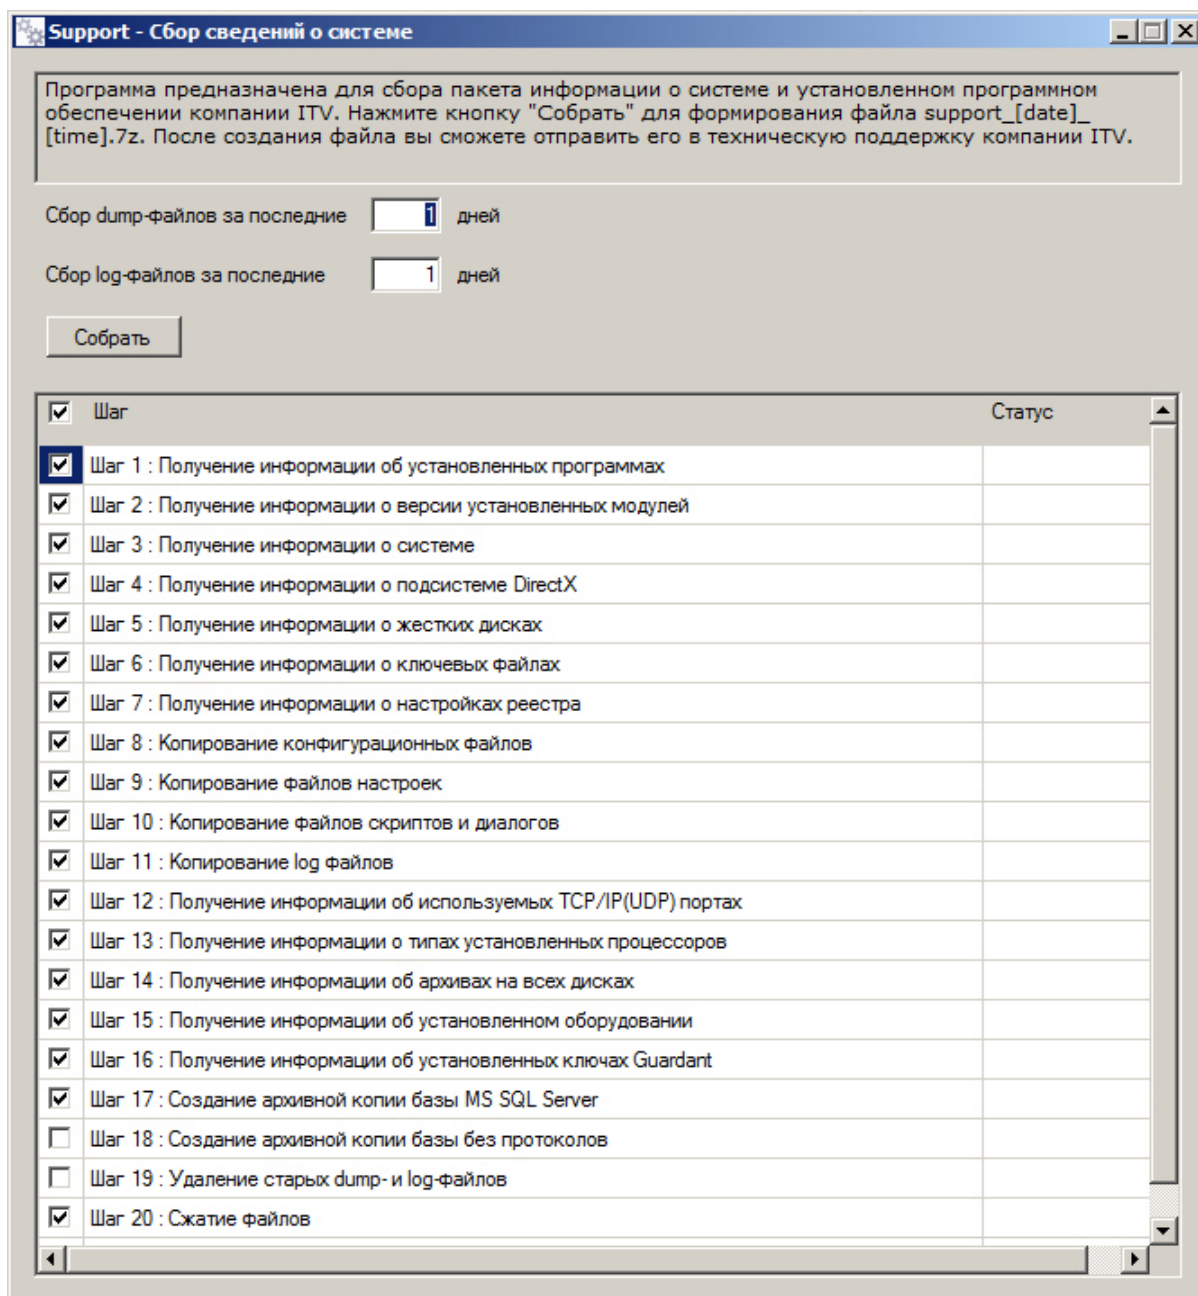 Support - Сбор сведений о системе
Программа предназначена для сбора пакета информации о системе и установленном программном
обеспечении компании ITV. Нажмите кнопку "Собрать" для формирования файла support_[date]_
[time].7z. После создания файла вы сможете отправить его в техническую поддержку компании ITV.
Сбор dump-файлов за последние 1 дней
Сбор log-файлов за последние 1 дней
Собрать
Шаг Статус
Шаг 1 : Получение информации об установленных программах
Шаг 2 : Получение информации о версии установленных модулей
Шаг 3 : Получение информации о системе
Шаг 4 : Получение информации о подсистеме DirectX
Шаг 5 : Получение информации о жестких дисках
Шаг 6 : Получение информации о ключевых файлах
Шаг 7 : Получение информации о настройках реестра
Шаг 8 : Копирование конфигурационных файлов
Шаг 9 : Копирование файлов настроек
Шаг 10 : Копирование файлов скриптов и диалогов
Шаг 11 : Копирование log файлов
Шаг 12 : Получение информации об используемых TCP/IP(UDP) портах
Шаг 13 : Получение информации о типах установленных процессоров
Шаг 14 : Получение информации об архивах на всех дисках
Шаг 15 : Получение информации об установленном оборудовании
Шаг 16 : Получение информации об установленных ключах Guardant
Шаг 17 : Создание архивной копии базы MS SQL Server
Шаг 18 : Создание архивной копии базы без протоколов
Шаг 19 : Удаление старых dump- и log-файлов
Шаг 20 : Сжатие файлов